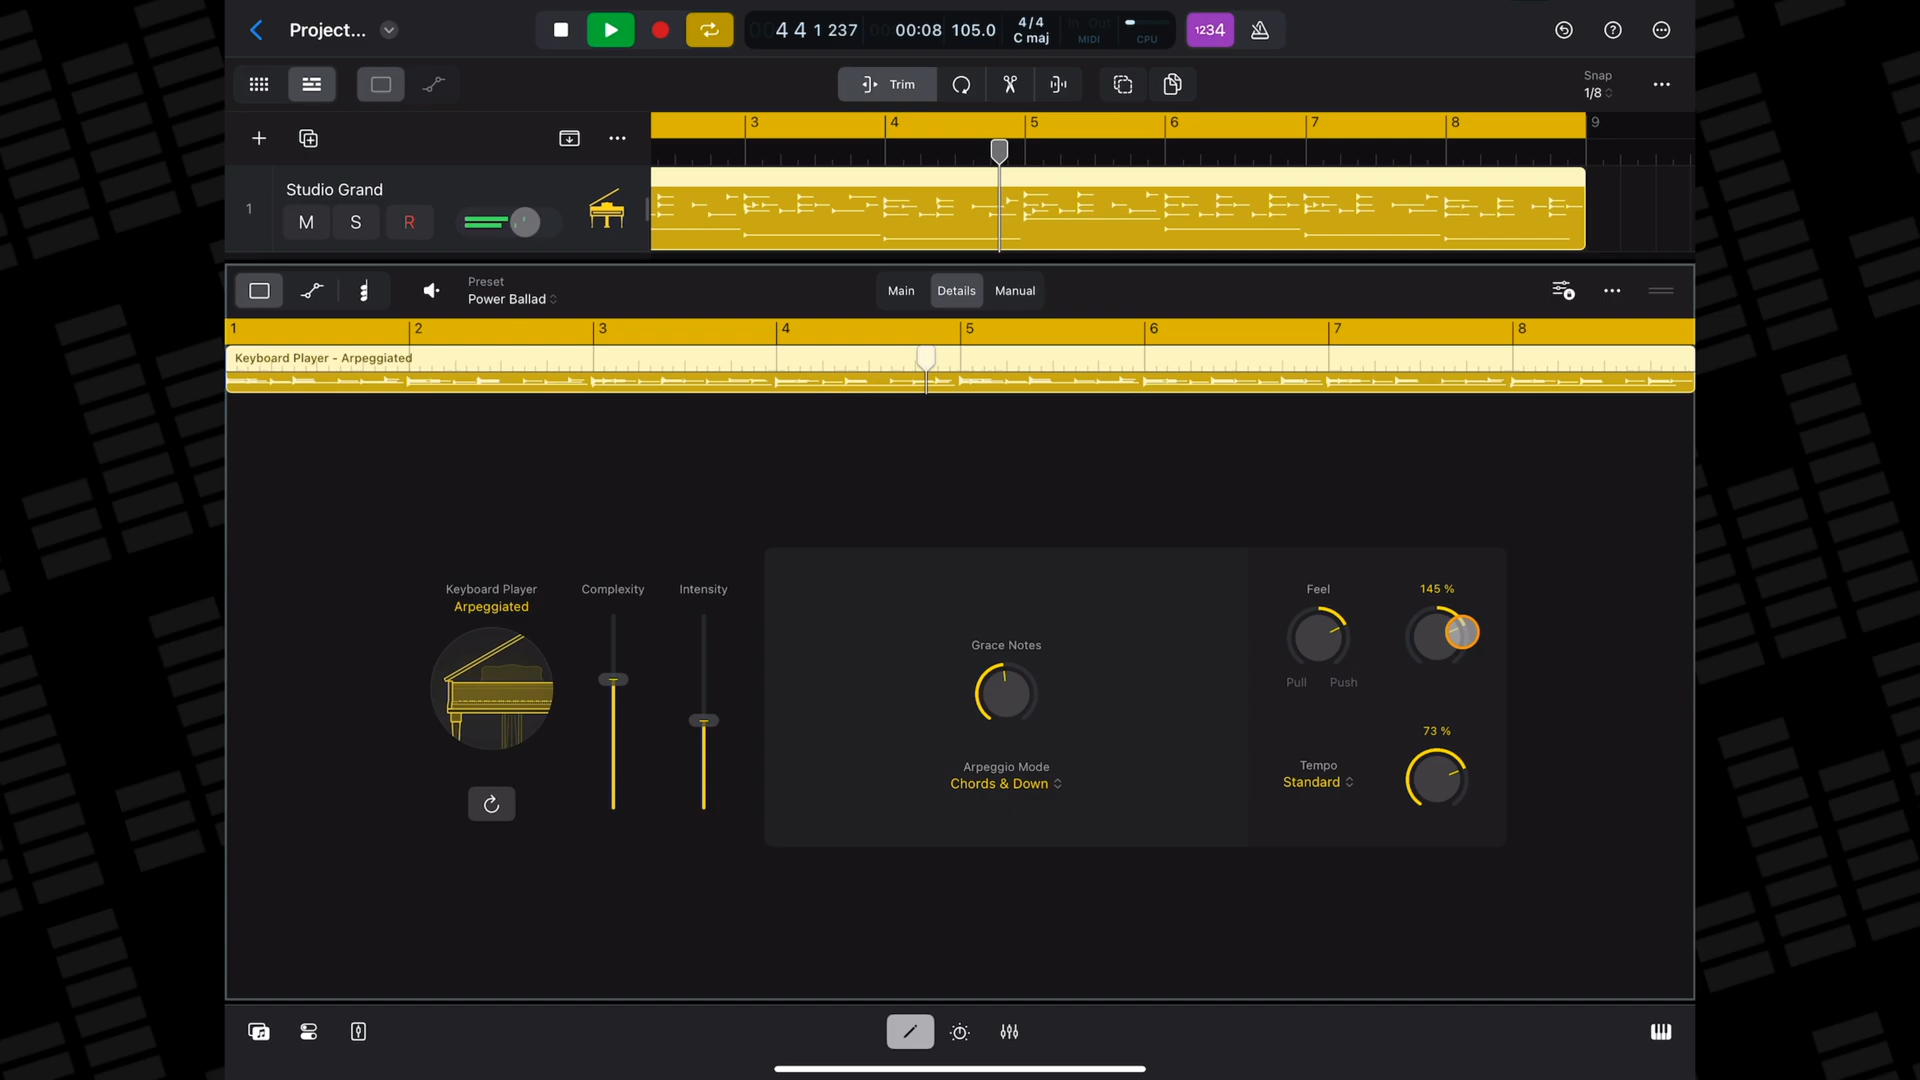 Project...
44 1 237
00:08
105.0
4/4
C maj
In Out
MIDI
CPU
1234
Trim
Snap
1/8
3 4 5 6 7 8 9
1
Studio Grand
M S R
Preset
Power Ballad
Main Details Manual
1 2 3 4 5 6 7 8
Keyboard Player - Arpeggiated
Keyboard Player
Arpeggiated
Complexity
Intensity
Grace Notes
Arpeggio Mode
Chords & Down
Feel
Pull Push
145 %
Tempo
Standard
73 %